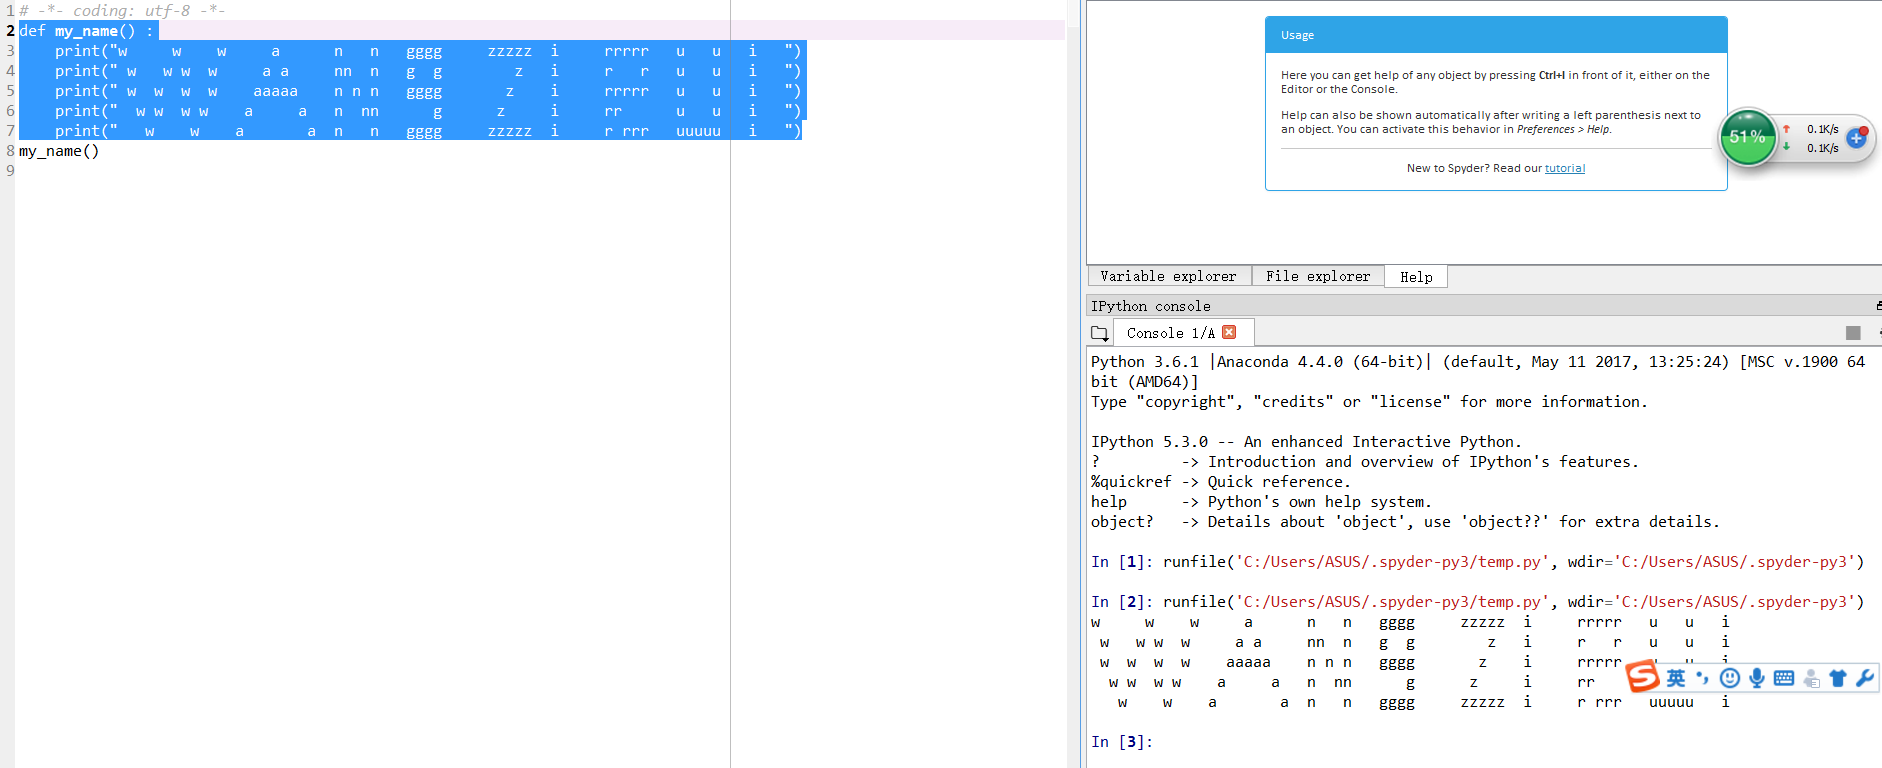 1 # -*- coding: utf-8 -*-
2 def my_name() :
3     print("w     w    w     a      n   n   gggg     zzzzz  i     rrrrr   u   u   i   ")
4     print(" w   w w  w     a a     nn  n   g  g        z   i     r   r   u   u   i   ")
5     print(" w  w  w  w    aaaaa    n n n   gggg       z    i     rrrrr   u   u   i   ")
6     print("  w w  w w    a     a  n  nn      g      z     i     rr      u   u   i   ")
7     print("   w    w    a       a  n   n   gggg     zzzzz  i     r rrr   uuuuu   i   ")
8 my_name()
9
Usage
Here you can get help of any object by pressing Ctrl+I in front of it, either on the
Editor or the Console.
Help can also be shown automatically after writing a left parenthesis next to
an object. You can activate this behavior in Preferences > Help.
New to Spyder? Read our tutorial
51%
0.1K/s
0.1K/s
Variable explorer File explorer Help
IPython console
Console 1/A
Python 3.6.1 |Anaconda 4.4.0 (64-bit)| (default, May 11 2017, 13:25:24) [MSC v.1900 64
bit (AMD64)]
Type "copyright", "credits" or "license" for more information.
IPython 5.3.0 -- An enhanced Interactive Python.
?         -> Introduction and overview of IPython's features.
%quickref -> Quick reference.
help      -> Python's own help system.
object?   -> Details about 'object', use 'object??' for extra details.
In [1]: runfile('C:/Users/ASUS/.spyder-py3/temp.py', wdir='C:/Users/ASUS/.spyder-py3')
In [2]: runfile('C:/Users/ASUS/.spyder-py3/temp.py', wdir='C:/Users/ASUS/.spyder-py3')
w     w    w     a      n   n   gggg     zzzzz  i     rrrrr   u   u   i
 w   w w  w     a a     nn  n   g  g        z   i     r   r   u   u   i
 w  w  w  w    aaaaa    n n n   gggg       z    i     rrrrr   u   u   i
  w w  w w    a     a   n  nn      g      z     i     rr
   w    w    a       a  n   n   gggg     zzzzz  i     r rrr   uuuuu   i
英
In [3]: